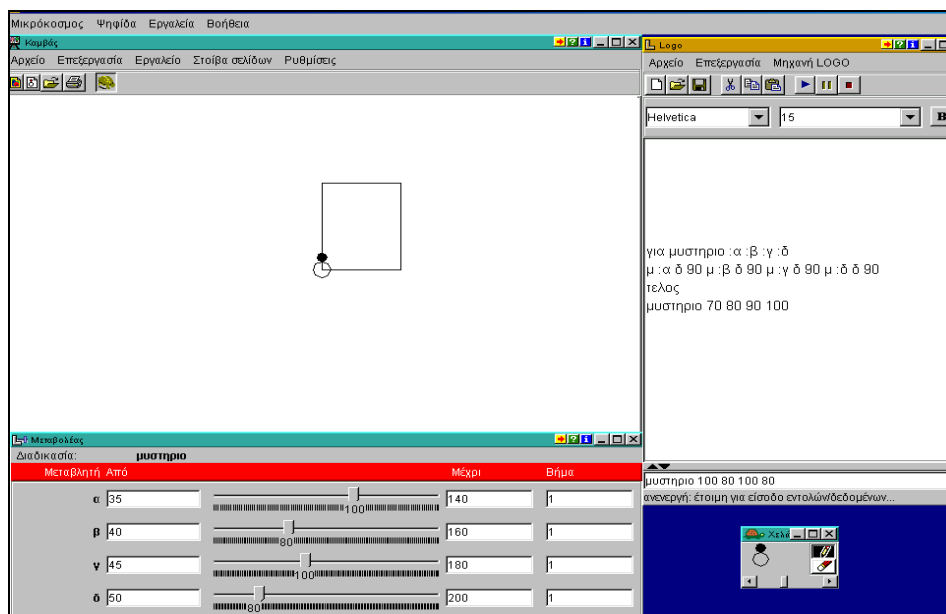 Μικρόκοσμος Ψηφίδα Εργαλεία Βοήθεια
Καμβάς
Αρχείο Επεξεργασία Εργαλείο Στοίβα σελίδων Ρυθμίσεις
Logo
Αρχείο Επεξεργασία Μηχανή LOGO
Helvetica 15 B
για μυστηριο :α :β :γ :δ
μ :α δ 90 μ :β δ 90 μ :γ δ 90 μ :δ δ 90
τελος
μυστηριο 70 80 90 100
μυστηριο 100 80 100 80
ανενεργή: έτοιμη για είσοδο εντολών/δεδομένων...
Μεταβολέας
Διαδικασία: μυστηριο
Μεταβλητή Από Μέχρι Βήμα
α 35 100 140 1
β 40 80 160 1
γ 45 100 180 1
δ 50 80 200 1